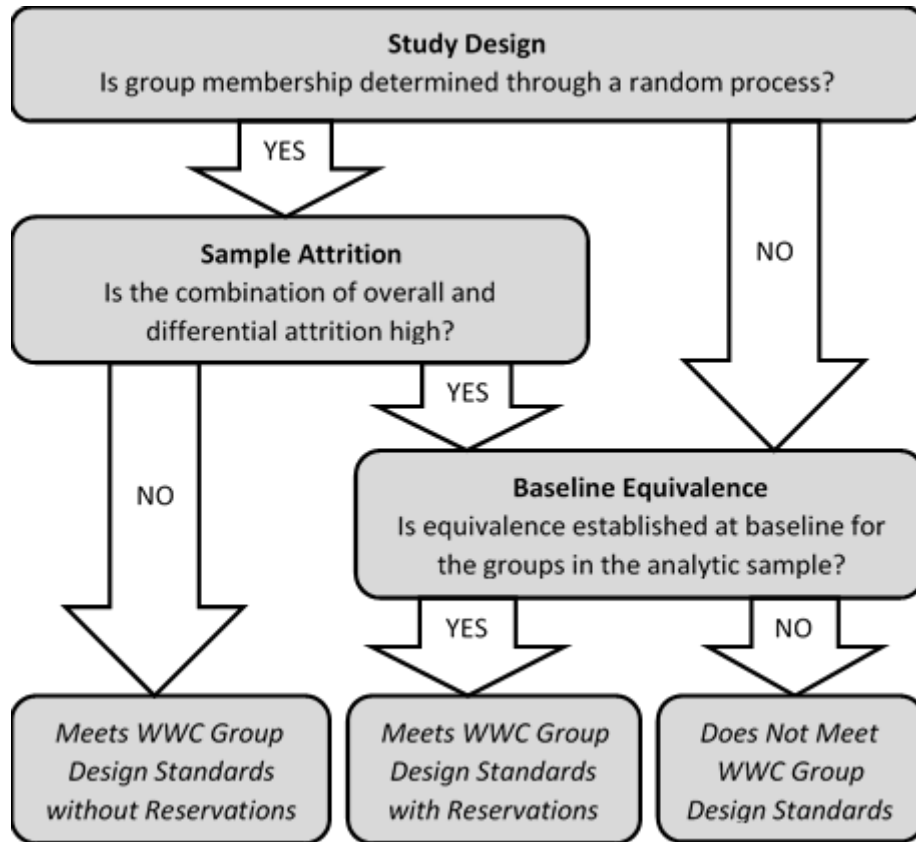 Study Design
Is group membership determined through a random process?
YES
NO
Sample Attrition
Is the combination of overall and
differential attrition high?
NO
YES
Baseline Equivalence
Is equivalence established at baseline for
the groups in the analytic sample?
YES
NO
Meets WWC Group
Design Standards
without Reservations
Meets WWC Group
Design Standards
with Reservations
Does Not Meet
WWC Group
Design Standards